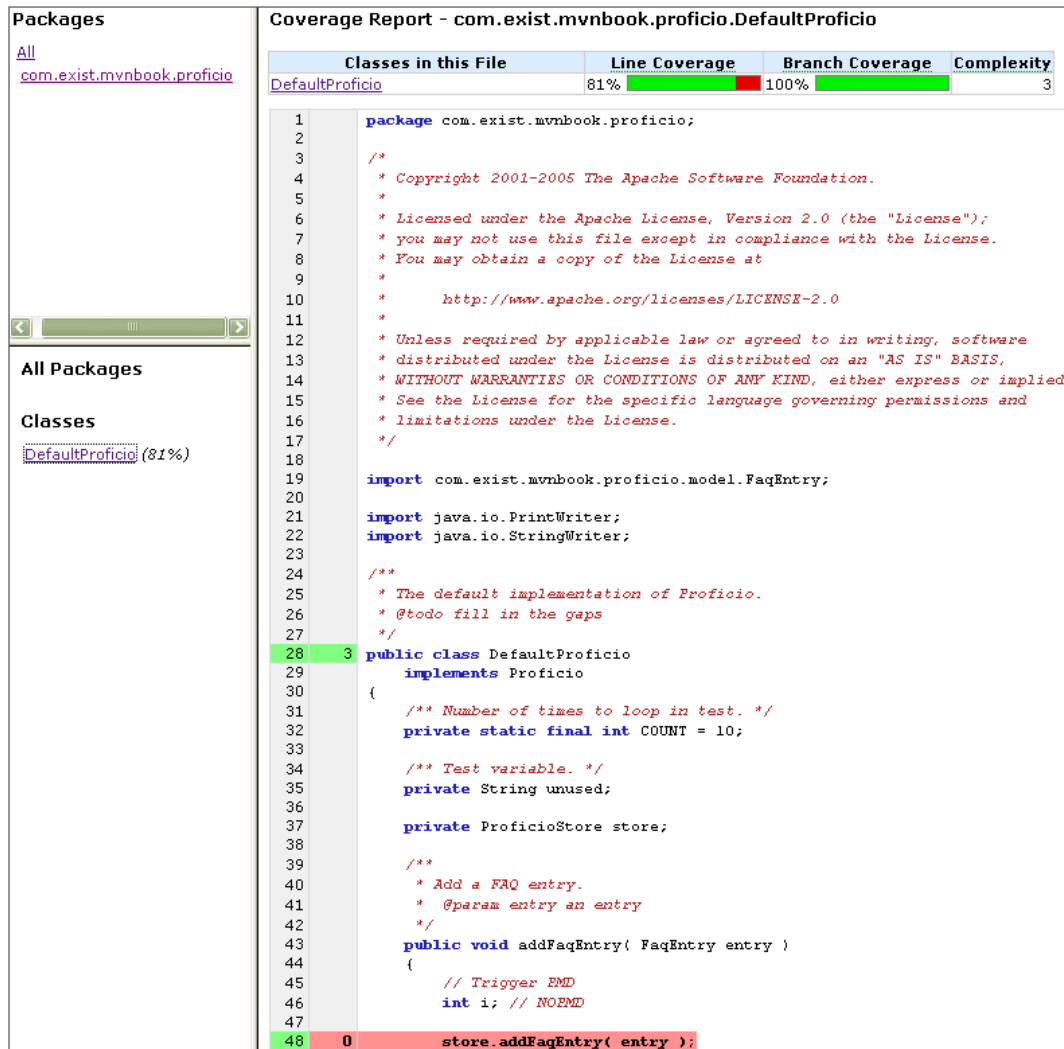 Packages
All
com.exist.mvnbook.proficio
All Packages
Classes
DefaultProficio (81%)
Coverage Report - com.exist.mvnbook.proficio.DefaultProficio
Classes in this File Line Coverage Branch Coverage Complexity
DefaultProficio 81% 100% 3
1 package com.exist.mvnbook.proficio;
2
3 /*
4 * Copyright 2001-2005 The Apache Software Foundation.
5 *
6 * Licensed under the Apache License, Version 2.0 (the "License");
7 * you may not use this file except in compliance with the License.
8 * You may obtain a copy of the License at
9 *
10 * http://www.apache.org/licenses/LICENSE-2.0
11 *
12 * Unless required by applicable law or agreed to in writing, software
13 * distributed under the License is distributed on an "AS IS" BASIS,
14 * WITHOUT WARRANTIES OR CONDITIONS OF ANY KIND, either express or implied
15 * See the License for the specific language governing permissions and
16 * limitations under the License.
17 */
18
19 import com.exist.mvnbook.proficio.model.FaqEntry;
20
21 import java.io.PrintWriter;
22 import java.io.StringWriter;
23
24 /**
25 * The default implementation of Proficio.
26 * @todo fill in the gaps
27 */
28 3 public class DefaultProficio
29 implements Proficio
30 {
31 /** Number of times to loop in test. */
32 private static final int COUNT = 10;
33
34 /** Test variable. */
35 private String unused;
36
37 private ProficioStore store;
38
39 /**
40 * Add a FAQ entry.
41 * @param entry an entry
42 */
43 public void addFaqEntry( FaqEntry entry )
44 {
45 // Trigger PMD
46 int i; // NOPMD
47
48 0 store.addFaqEntry( entry );